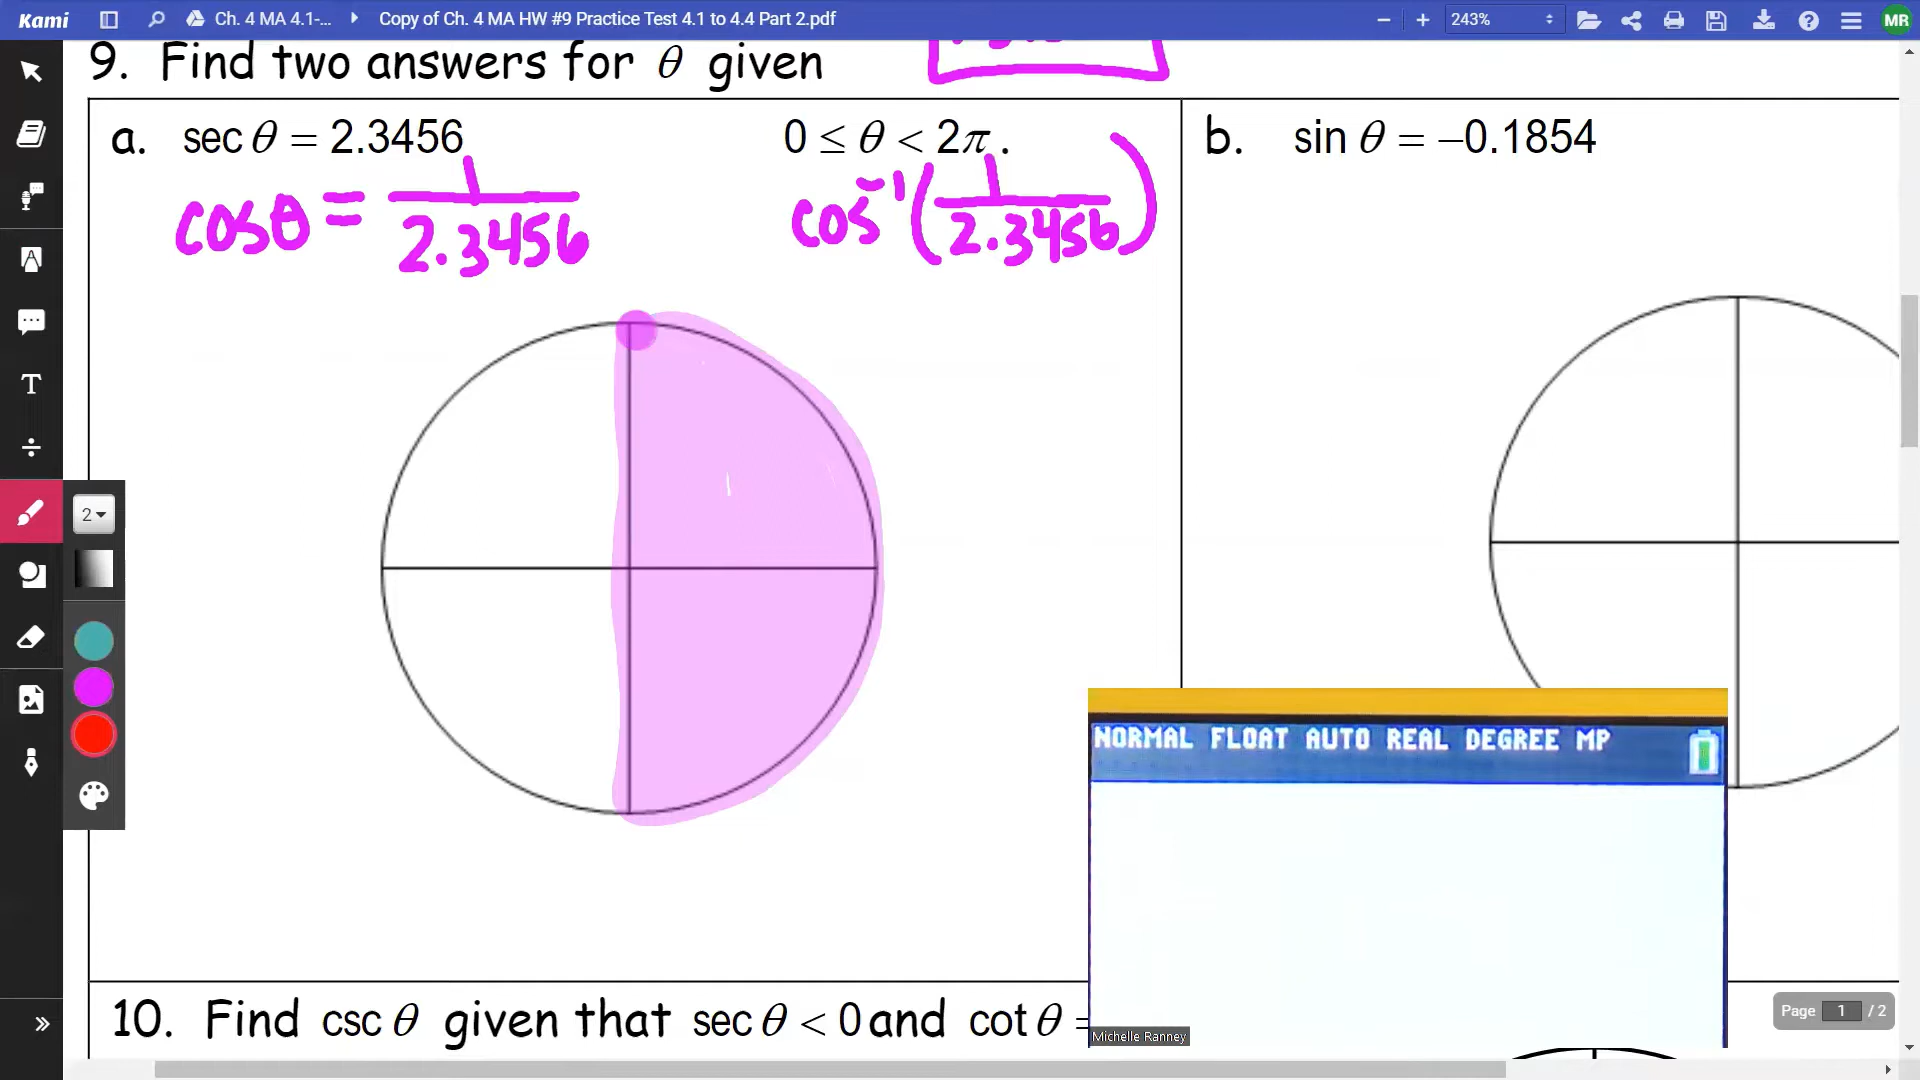 Kami Ch. 4 MA 4.1-... Copy of Ch. 4 MA HW #9 Practice Test 4.1 to 4.4 Part 2.pdf 243% MR
9. Find two answers for θ given
a. sec θ = 2.3456 0 ≤ θ < 2π .
b. sin θ = −0.1854
cosθ = 1/2.3456 cos⁻¹(1/2.3456)
2
NORMAL FLOAT AUTO REAL DEGREE MP
10. Find csc θ given that sec θ < 0 and cot θ =
Michelle Ranney
Page 1 / 2